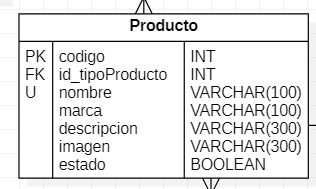 Producto
PK codigo INT
FK id_tipoProducto INT
U nombre VARCHAR(100)
marca VARCHAR(100)
descripcion VARCHAR(300)
imagen VARCHAR(300)
estado BOOLEAN